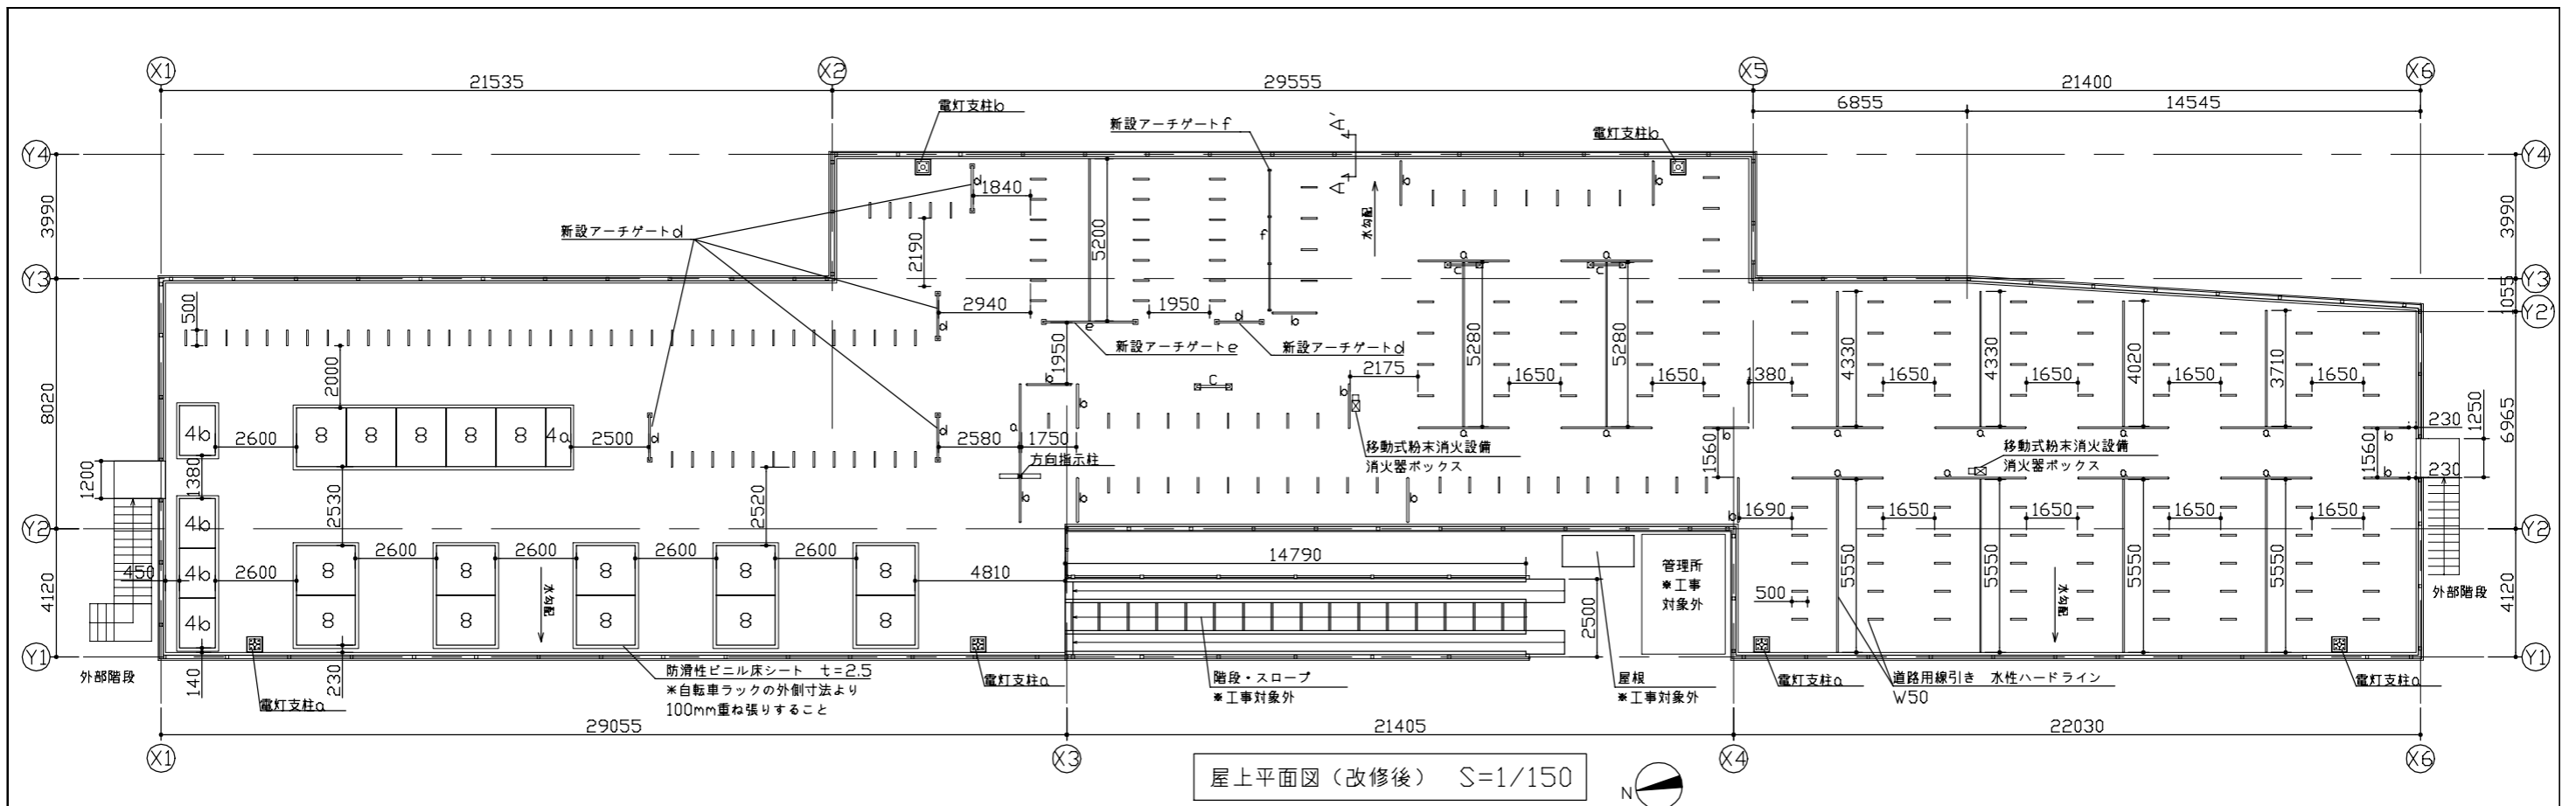 X1
X2
X5
X6
21535
29555
21400
6855
14545
電灯支柱b
新設アーチゲートf
A'
A
電灯支柱b
Y4
Y4
3990
3990
d
1840
b
b
水勾配
新設アーチゲートd
2190
5200
f
a
a
c
c
Y3
Y3
500
2940
1950
d
e
d
b
1055
Y2'
新設アーチゲートe
新設アーチゲートd
1950
5280
5280
4330
4330
4020
3710
2000
2175
1650
1650
1380
1650
1650
1650
1650
8020
6965
b
c
b
b
4b
2600
8
8
8
8
8
4a
2500
d
d
2580
a
1750
a
a
a
a
a
a
b
230
1250
方向指示柱
移動式粉末消火設備
消火器ボックス
移動式粉末消火設備
消火器ボックス
1200
1380
1560
1560
a
a
a
a
b
230
2530
2520
b
b
b
b
4b
1690
1650
1650
1650
1650
Y2
Y2
450
4b
2600
8
2600
8
2600
8
2600
8
2600
8
4810
14790
4120
4120
4b
8
8
8
8
8
水勾配
2500
管理所
※工事
対象外
500
5550
5550
5550
5550
水勾配
外部階段
Y1
Y1
外部階段
140
230
防滑性ビニル床シート t=2.5
※自転車ラックの外側寸法より
100mm重ね張りすること
電灯支柱a
電灯支柱a
階段・スロープ
※工事対象外
屋根
※工事対象外
電灯支柱a
道路用線引き 水性ハードライン
W50
電灯支柱a
29055
21405
22030
X1
X3
X4
X6
屋上平面図（改修後） S=1/150
N